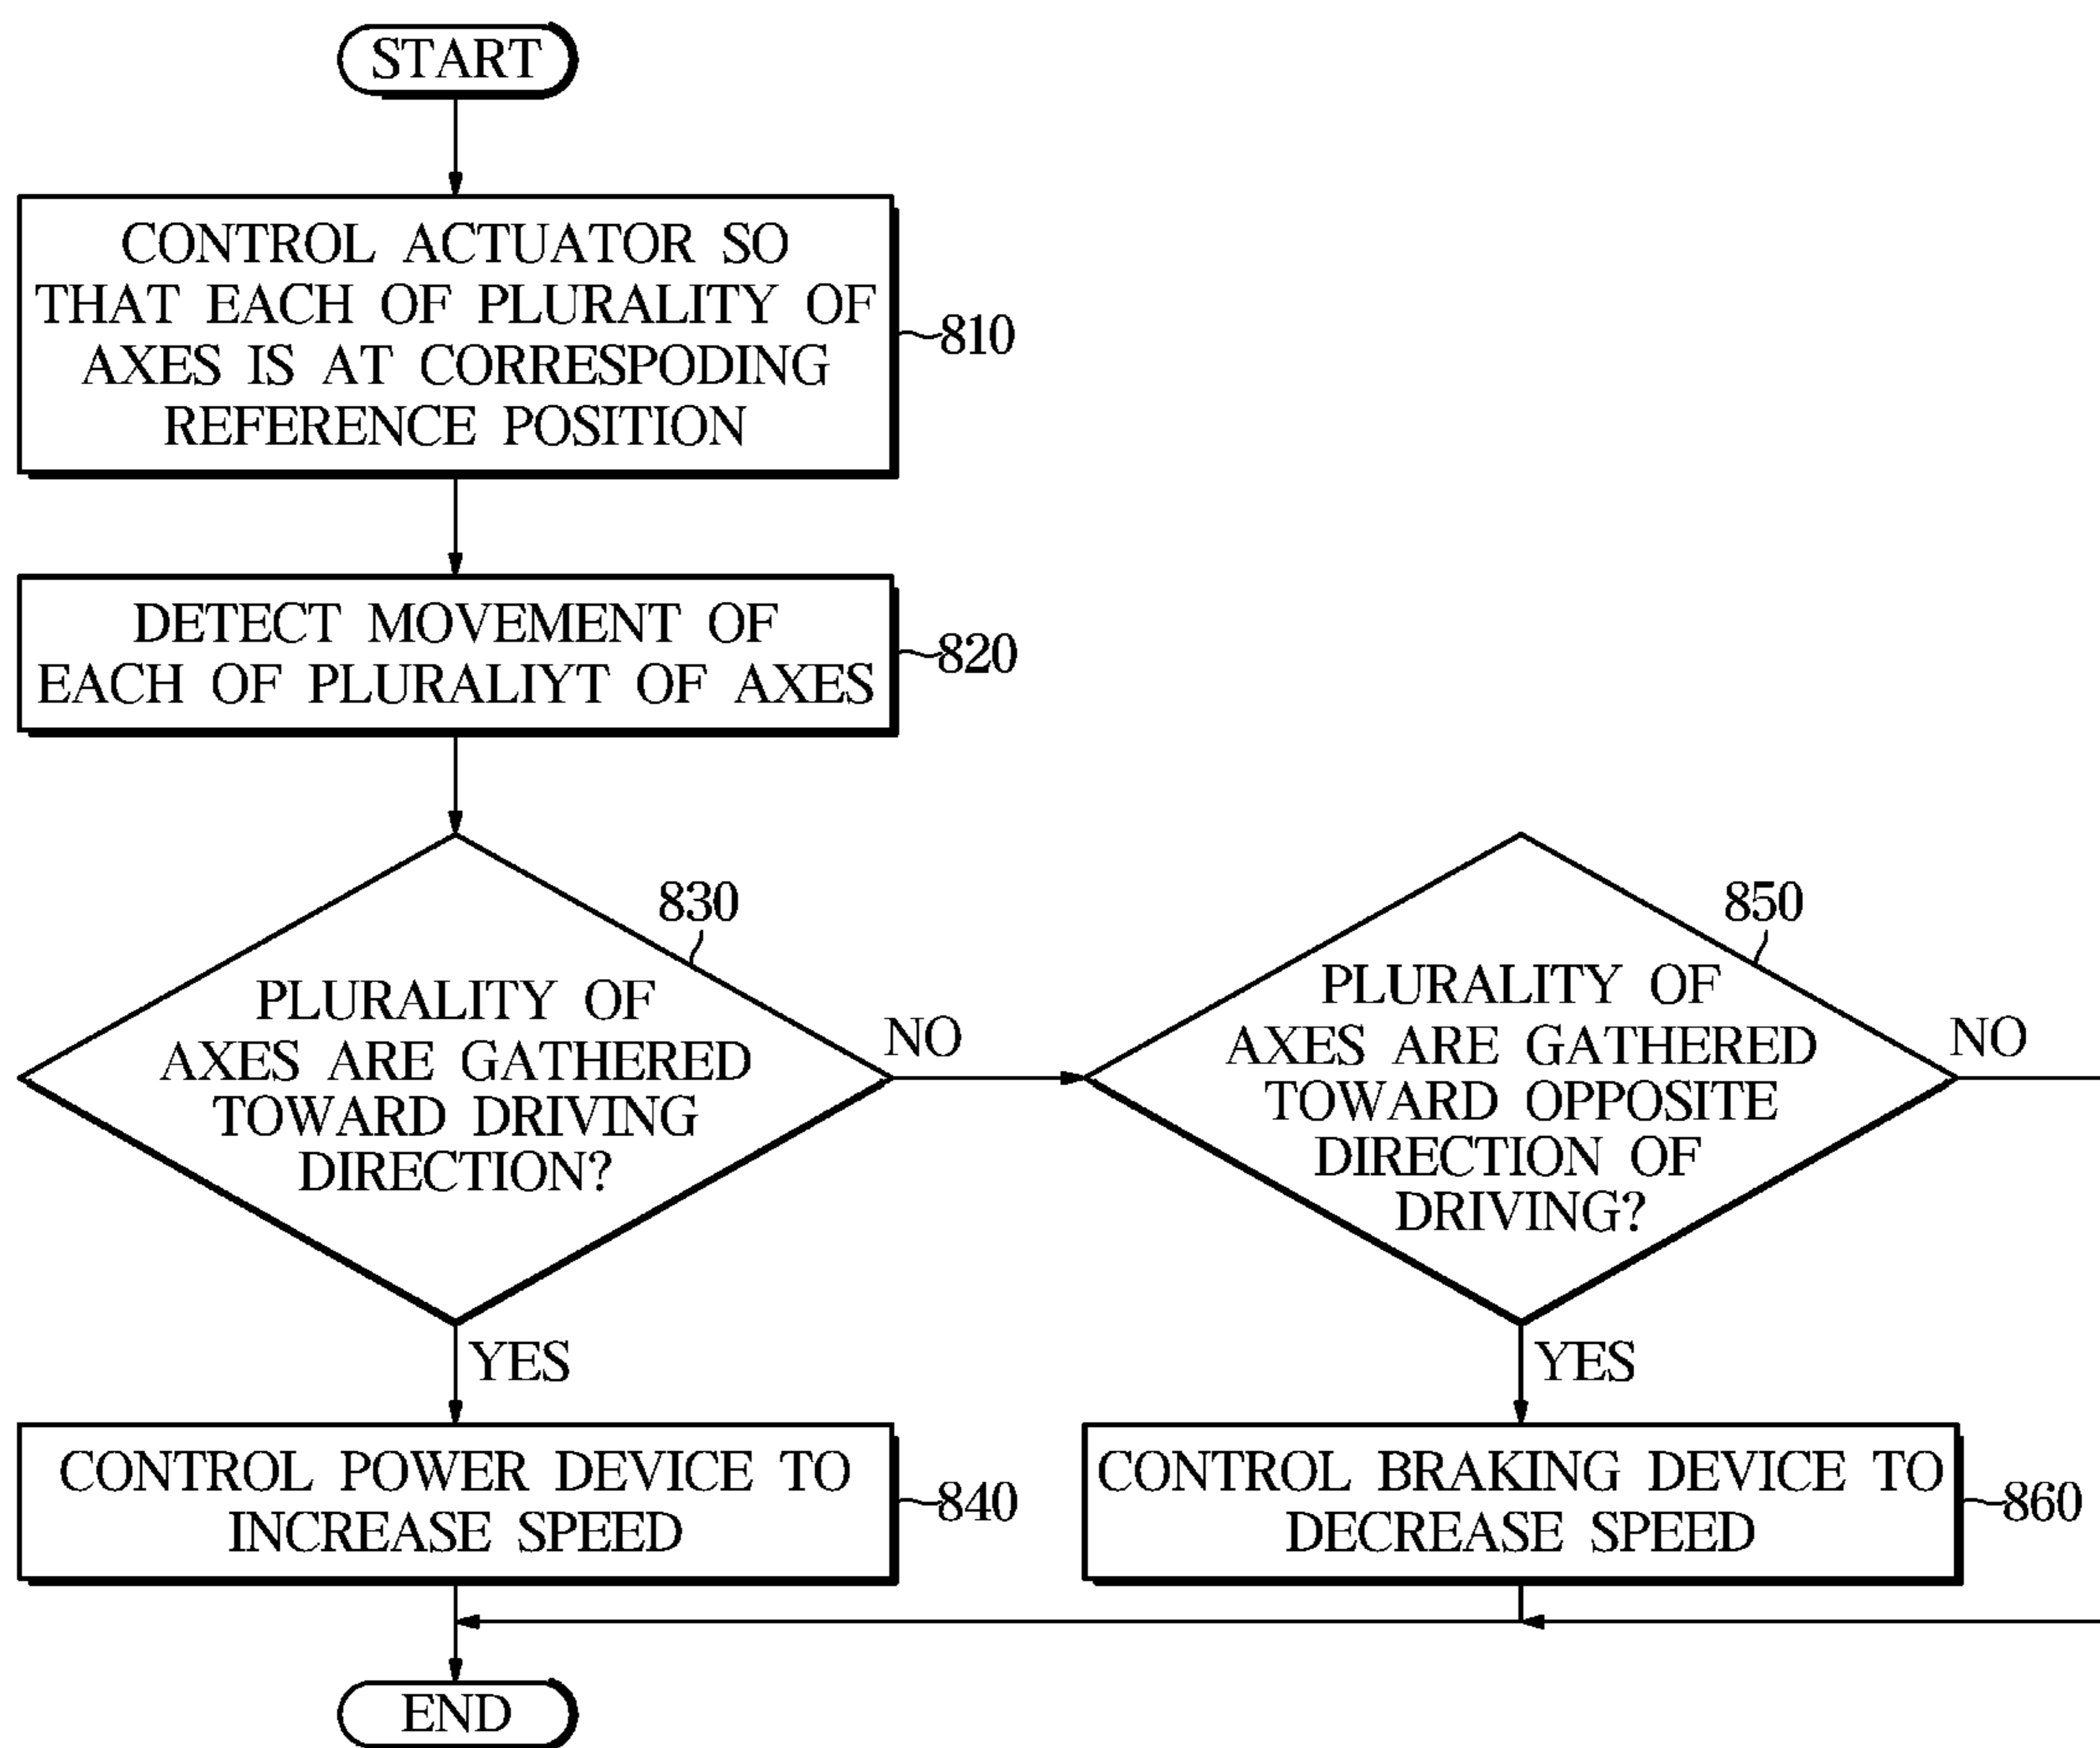 START
CONTROL ACTUATOR SO
THAT EACH OF PLURALITY OF
AXES IS AT CORRESPODING
REFERENCE POSITION
810
DETECT MOVEMENT OF
EACH OF PLURALIYT OF AXES
820
830
PLURALITY OF
AXES ARE GATHERED
TOWARD DRIVING
DIRECTION?
NO
850
PLURALITY OF
AXES ARE GATHERED
TOWARD OPPOSITE
DIRECTION OF
DRIVING?
NO
YES
YES
CONTROL POWER DEVICE TO
INCREASE SPEED
840
CONTROL BRAKING DEVICE TO
DECREASE SPEED
860
END